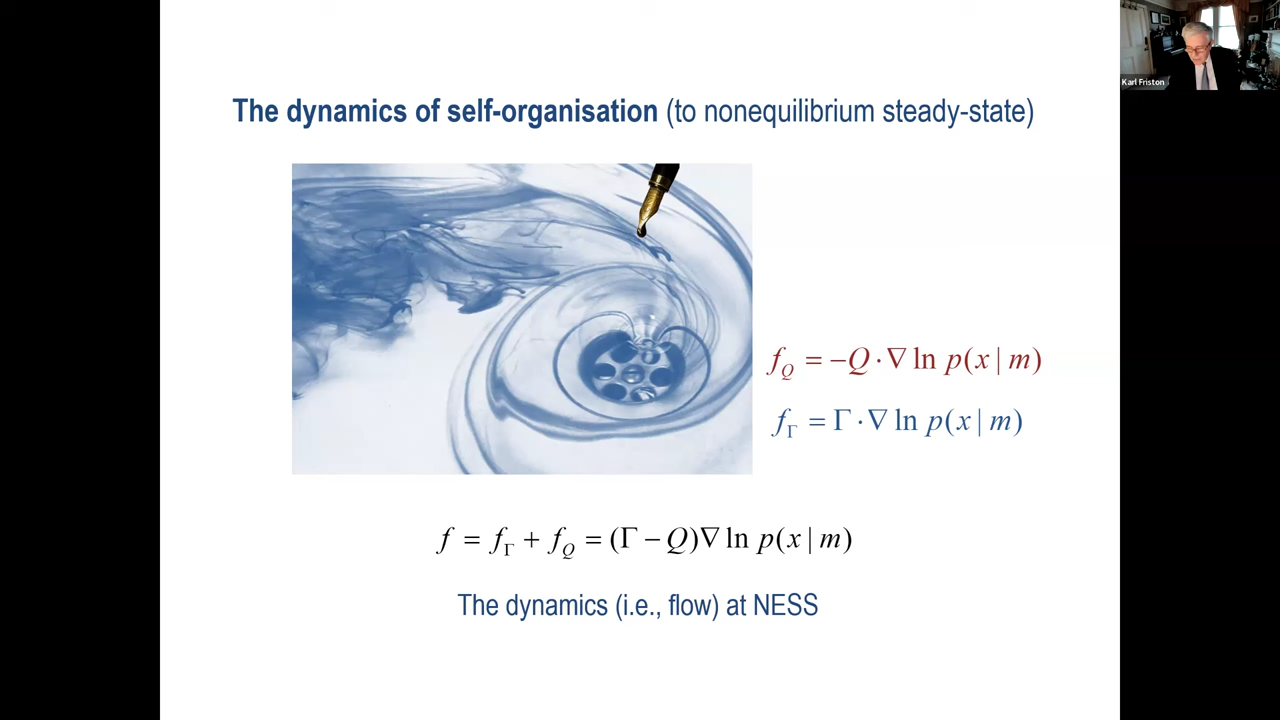 Karl Friston
The dynamics of self-organisation (to nonequilibrium steady-state)
f_Q = −Q · ∇ ln p(x | m)
f_Γ = Γ · ∇ ln p(x | m)
f = f_Γ + f_Q = (Γ − Q)∇ ln p(x | m)
The dynamics (i.e., flow) at NESS